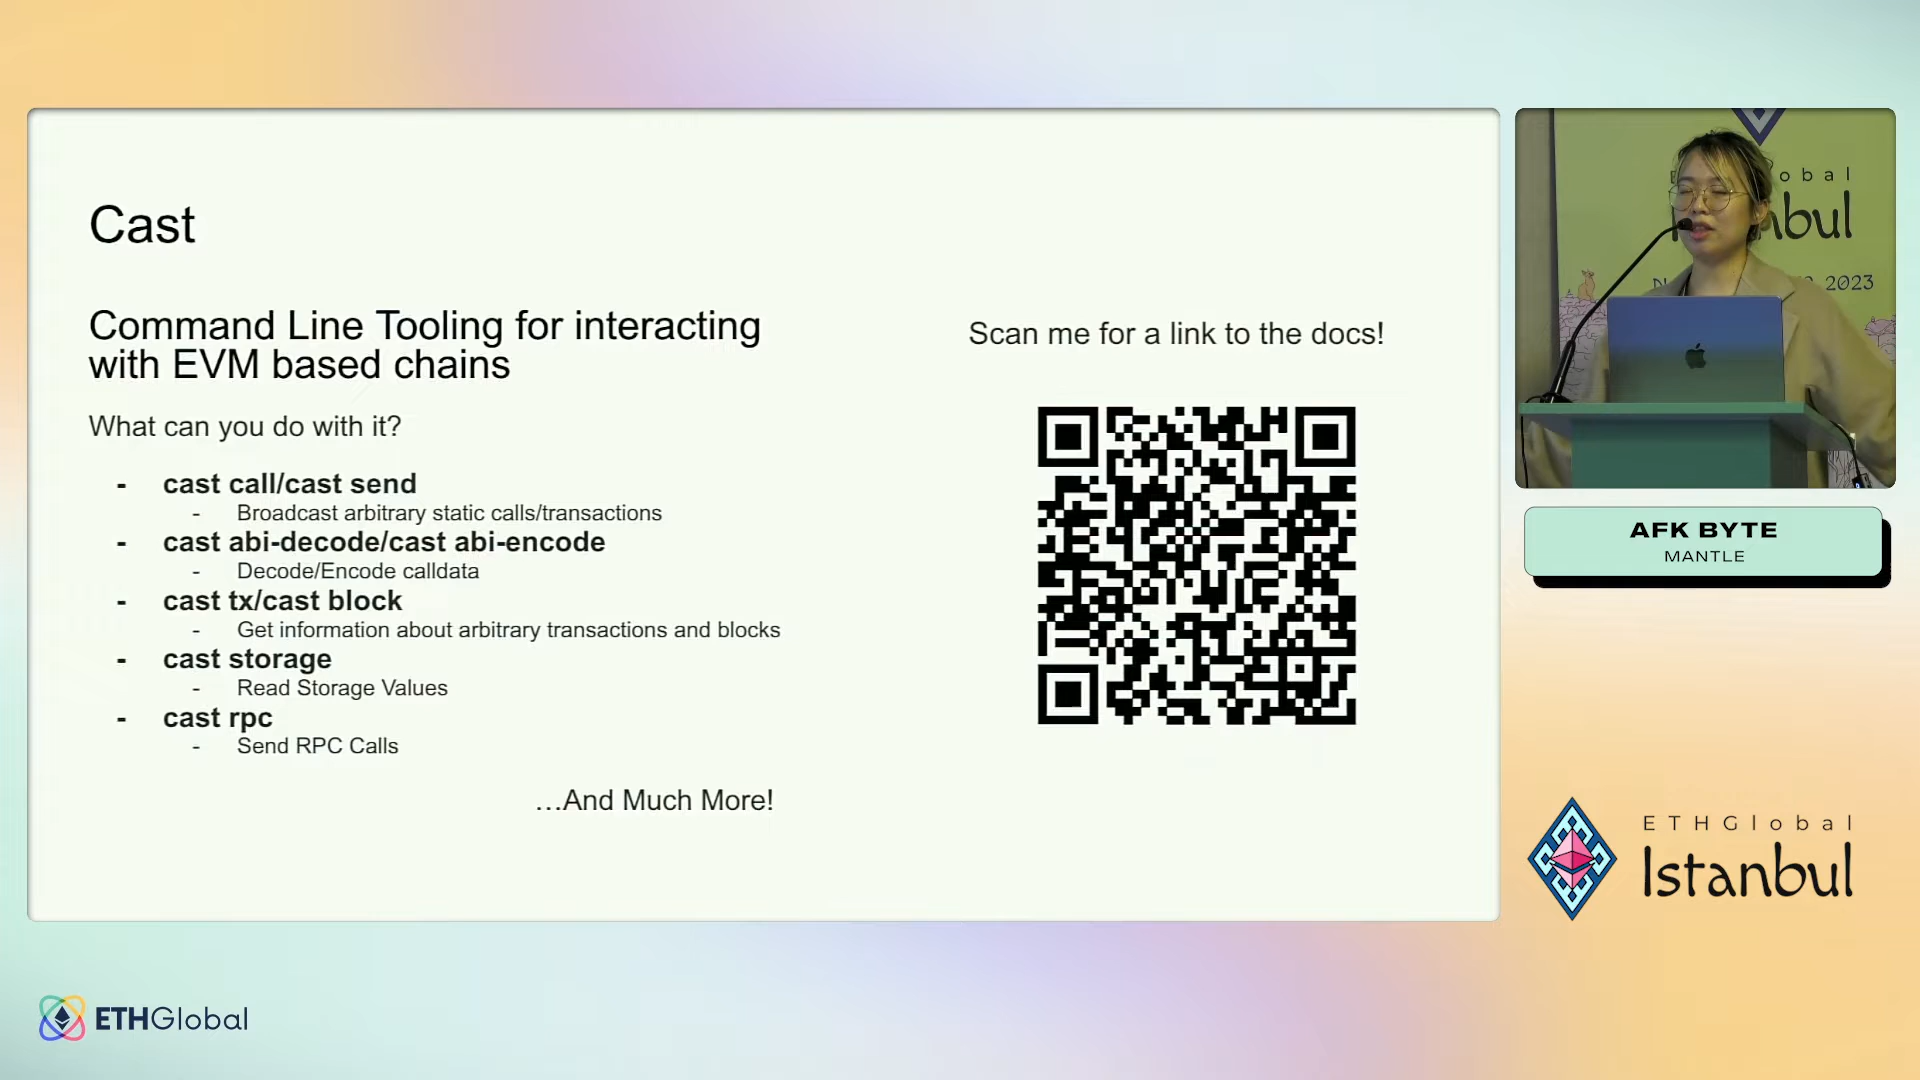 Cast
Command Line Tooling for interacting
with EVM based chains
What can you do with it?
- cast call/cast send
- Broadcast arbitrary static calls/transactions
- cast abi-decode/cast abi-encode
- Decode/Encode calldata
- cast tx/cast block
- Get information about arbitrary transactions and blocks
- cast storage
- Read Storage Values
- cast rpc
- Send RPC Calls
…And Much More!
Scan me for a link to the docs!
obal
nbul
2023
AFK BYTE
MANTLE
ETHGlobal
Istanbul
ETHGlobal